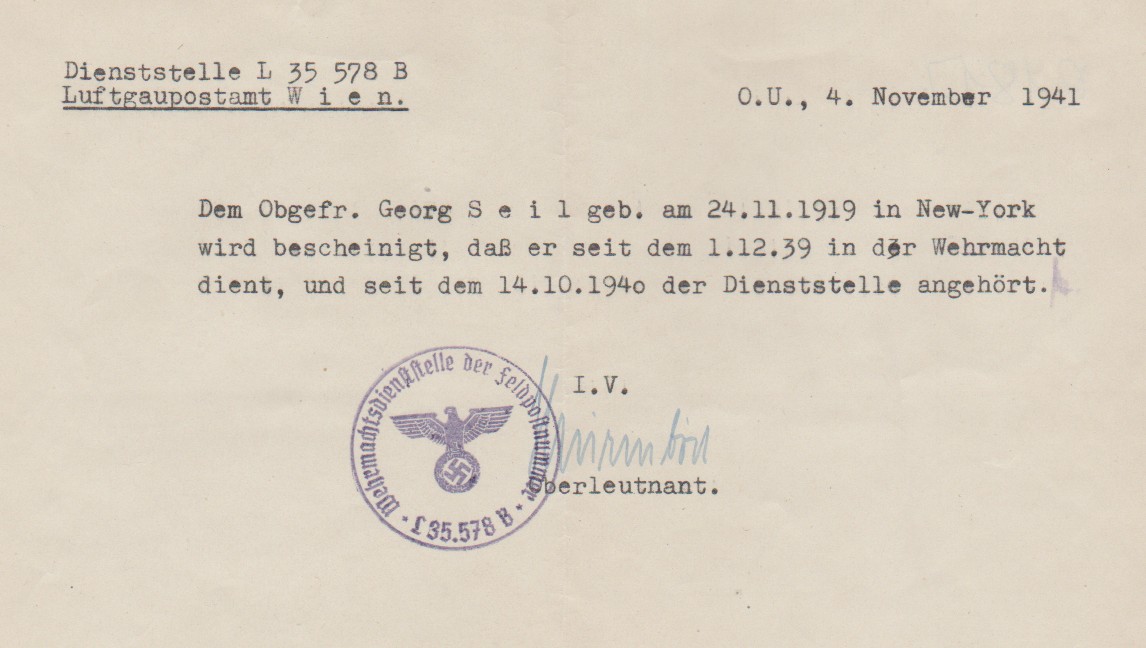 Dienststelle L 35 578 B
Luftgaupostamt W i e n.
O.U., 4. November 1941
Dem Obgefr. Georg S e i l geb. am 24.11.1919 in New-York
wird bescheinigt, daß er seit dem 1.12.39 in der Wehrmacht
dient, und seit dem 14.10.194o der Dienststelle angehört.
I.V.
Oberleutnant.
Wehrmachtsdienststelle der Feldpostnummer
* L 35.578 B *